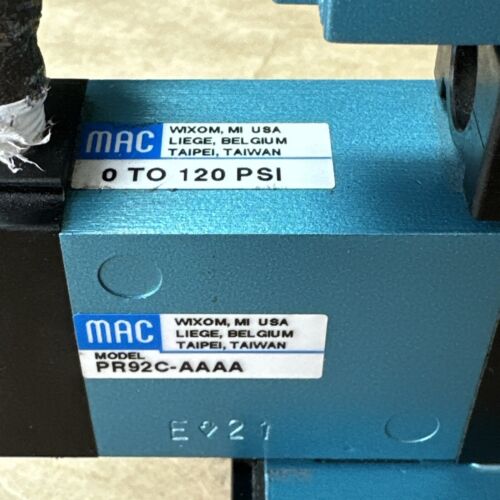 MAC
WIXOM, MI USA
LIEGE, BELGIUM
TAIPEI, TAIWAN
0 TO 120 PSI
MAC
WIXOM, MI USA
LIEGE, BELGIUM
TAIPEI, TAIWAN
MODEL
PR92C-AAAA
E921